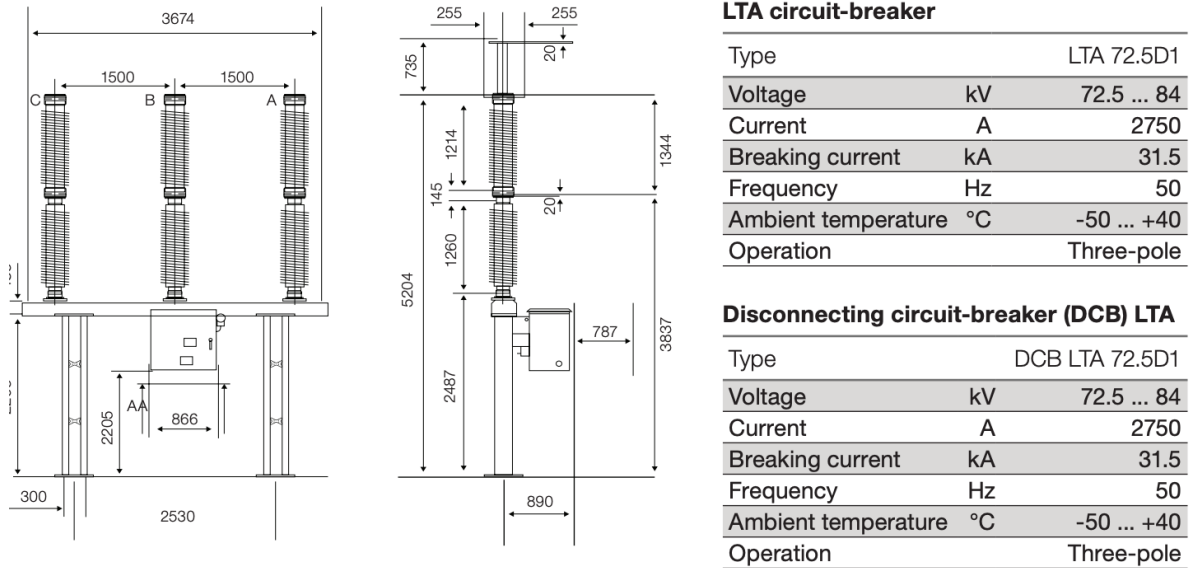 3674
1500 1500
C B A
2205
AA
866
300
2530
255 255
20
735
1214
1344
145
20
1260
5204
3837
787
2487
890
LTA circuit-breaker
Type LTA 72.5D1
Voltage kV 72.5 ... 84
Current A 2750
Breaking current kA 31.5
Frequency Hz 50
Ambient temperature °C -50 ... +40
Operation Three-pole
Disconnecting circuit-breaker (DCB) LTA
Type DCB LTA 72.5D1
Voltage kV 72.5 ... 84
Current A 2750
Breaking current kA 31.5
Frequency Hz 50
Ambient temperature °C -50 ... +40
Operation Three-pole